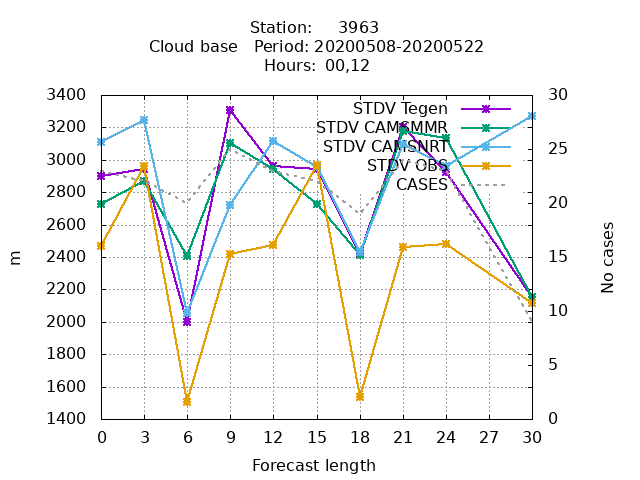 Station: 3963
Cloud base Period: 20200508-20200522
Hours: 00,12
3400
3200
3000
2800
2600
2400
2200
2000
1800
1600
1400
m
30
25
20
15
10
5
0
No cases
STDV Tegen
STDV CAMSMMR
STDV CAMSNRT
STDV OBS
CASES
0 3 6 9 12 15 18 21 24 27 30
Forecast length